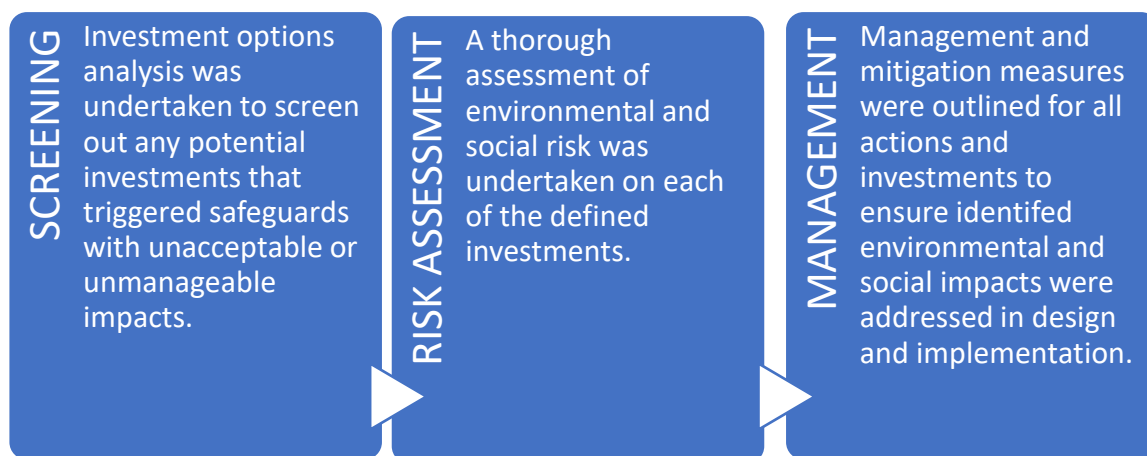 SCREENING
Investment options
analysis was
undertaken to screen
out any potential
investments that
triggered safeguards
with unacceptable or
unmanageable
impacts.
RISK ASSESSMENT
A thorough
assessment of
environmental and
social risk was
undertaken on each
of the defined
investments.
MANAGEMENT
Management and
mitigation measures
were outlined for all
actions and
investments to
ensure identifed
environmental and
social impacts were
addressed in design
and implementation.